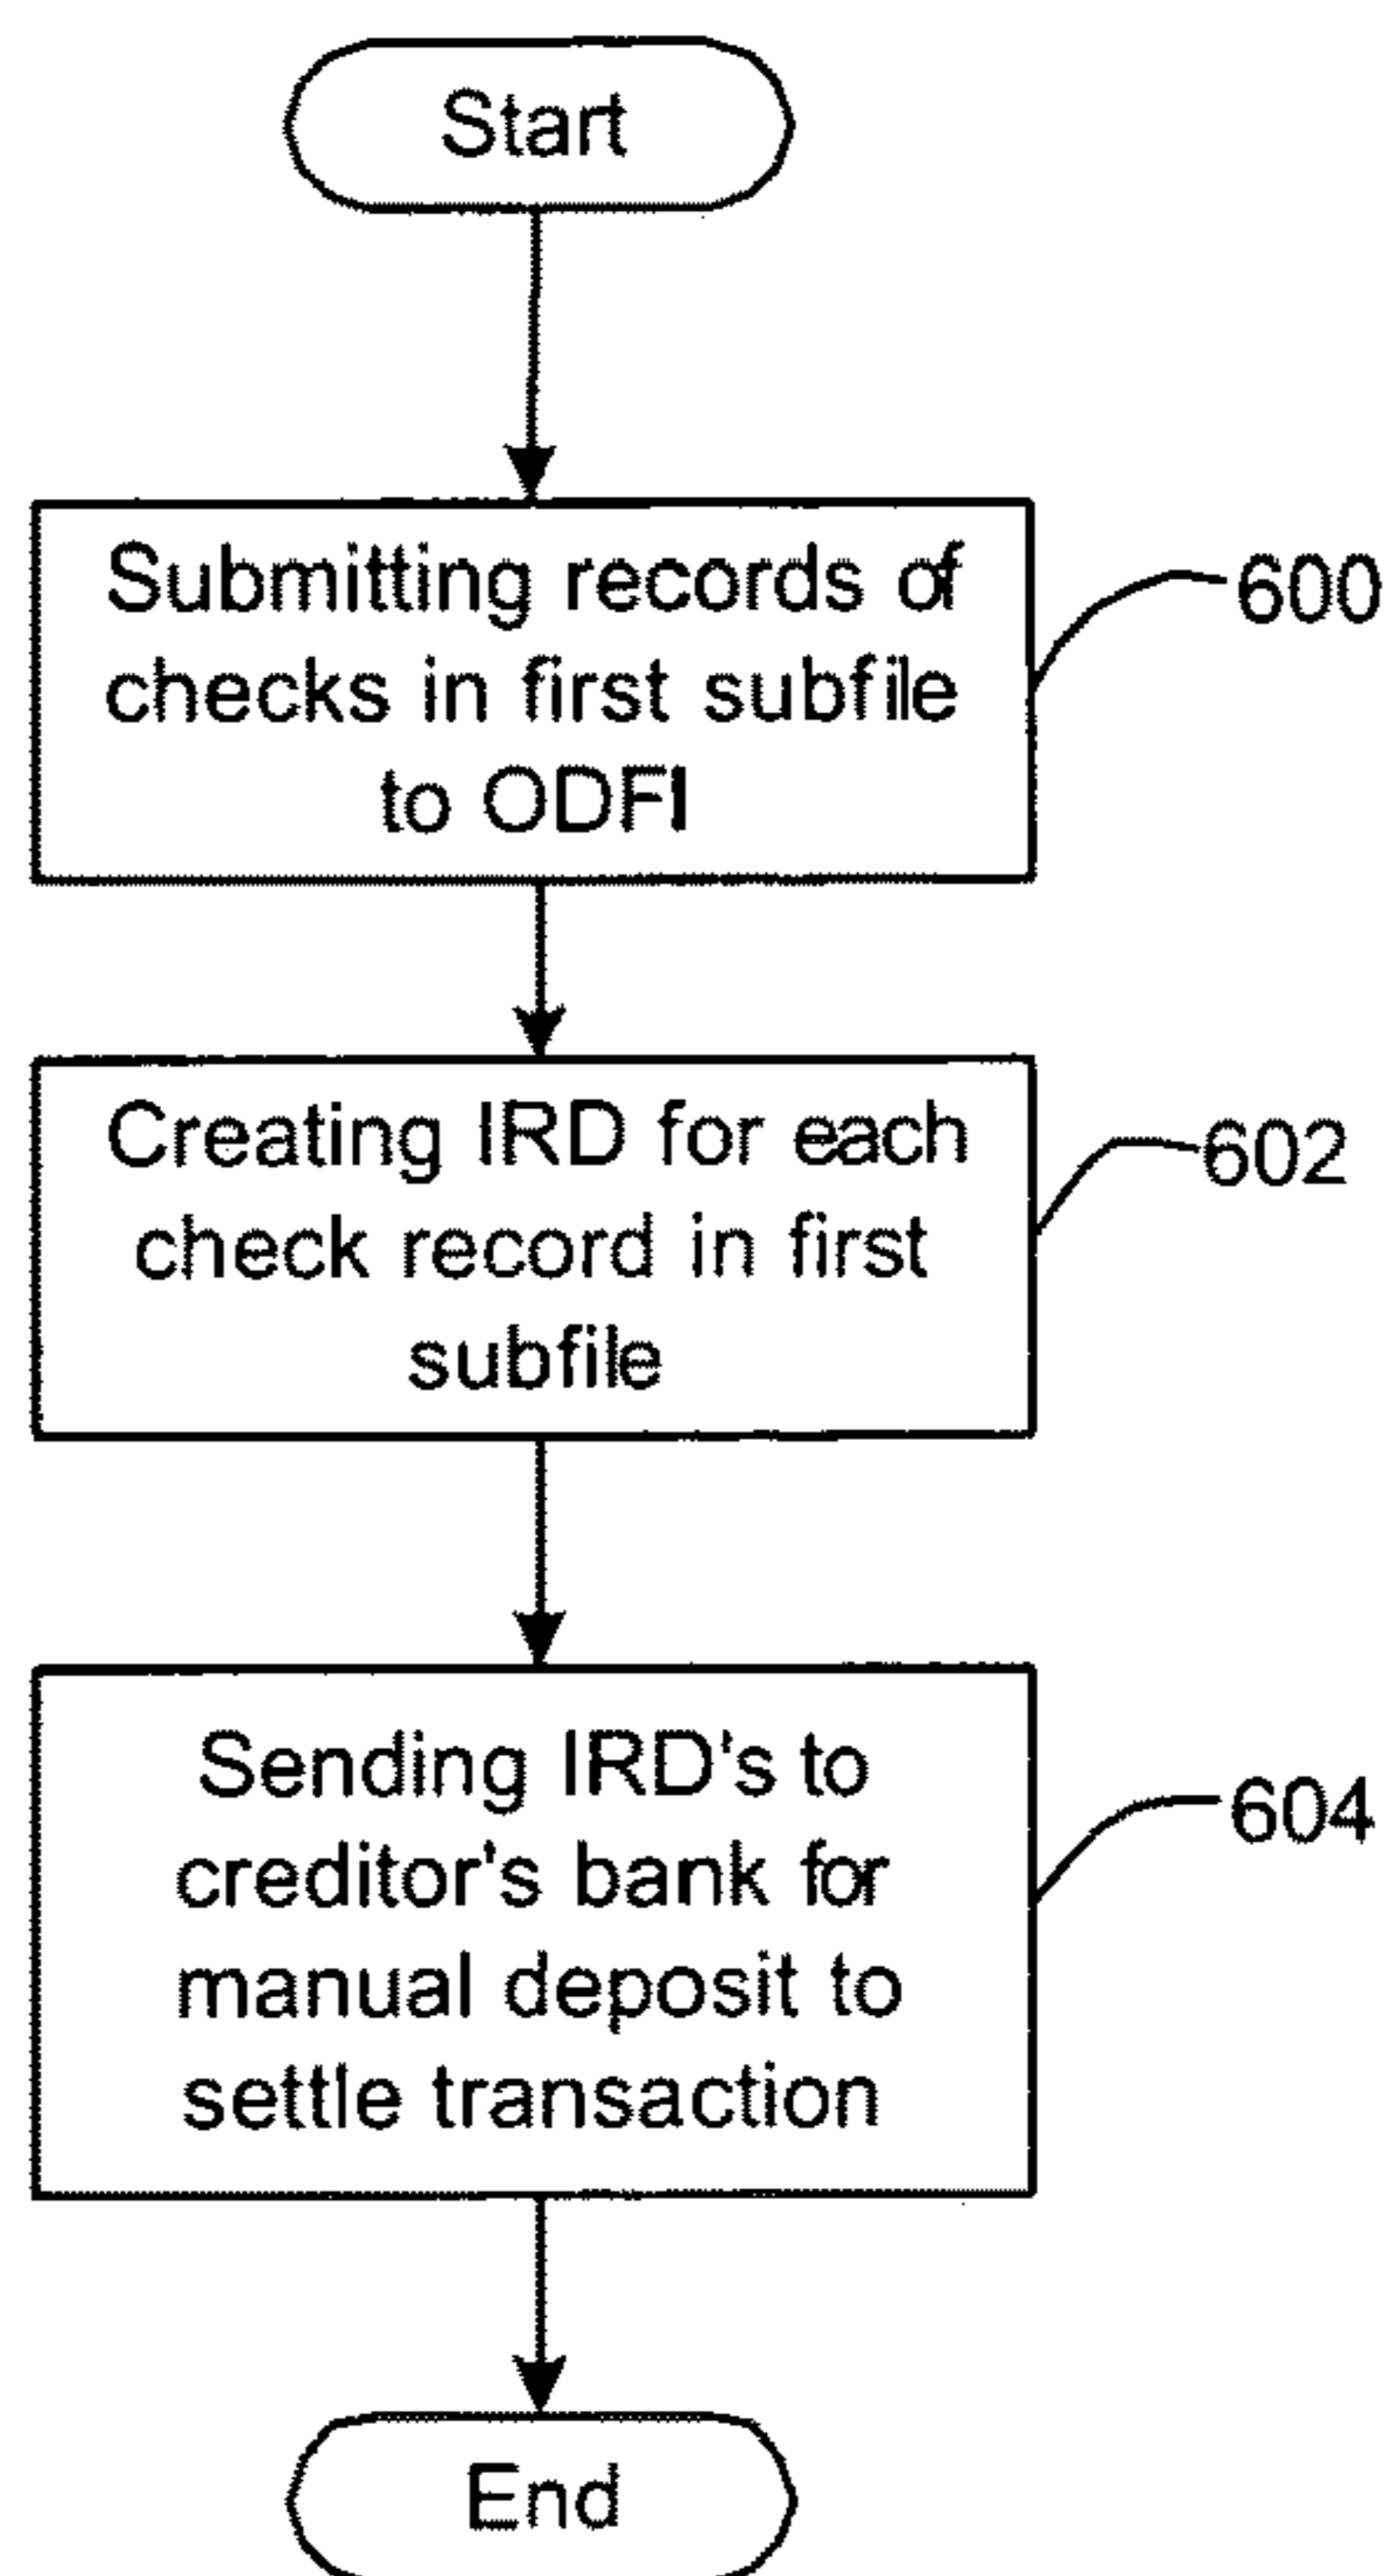 Start
Submitting records of
checks in first subfile
to ODFI
600
Creating IRD for each
check record in first
subfile
602
Sending IRD's to
creditor's bank for
manual deposit to
settle transaction
604
End